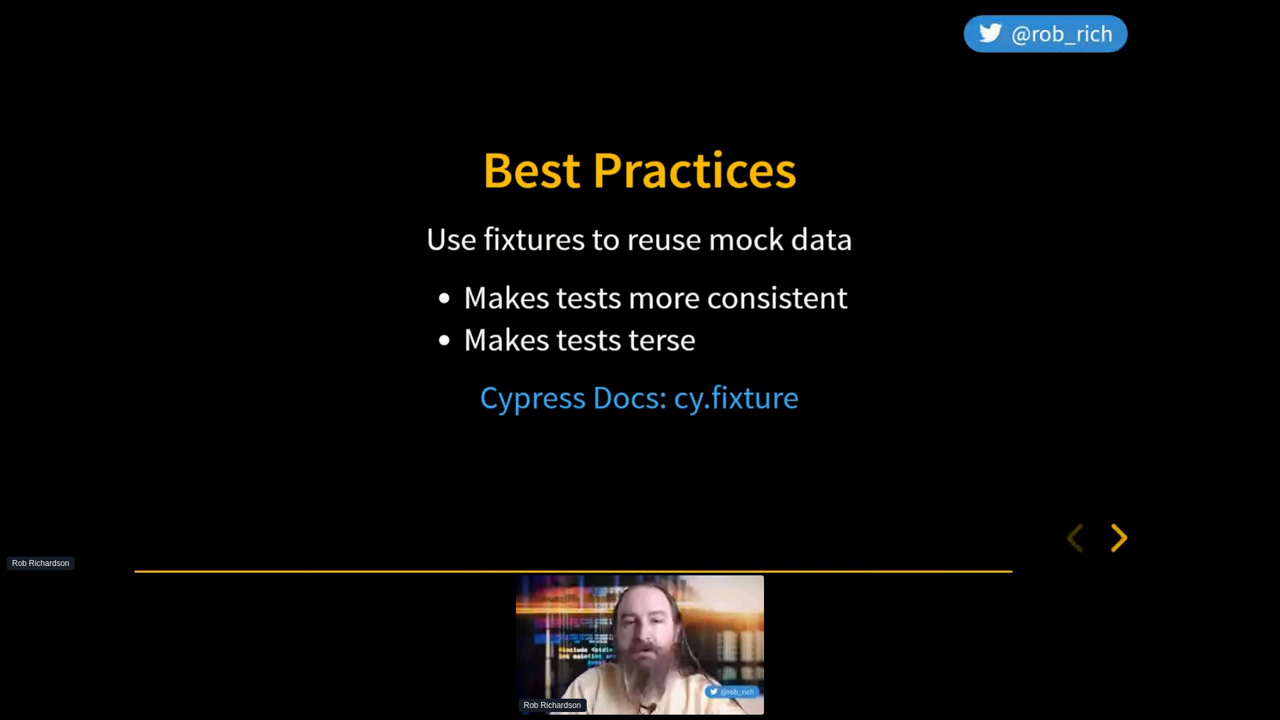 @rob_rich
Best Practices
Use fixtures to reuse mock data
• Makes tests more consistent
• Makes tests terse
Cypress Docs: cy.fixture
Rob Richardson
@rob_rich
Rob Richardson